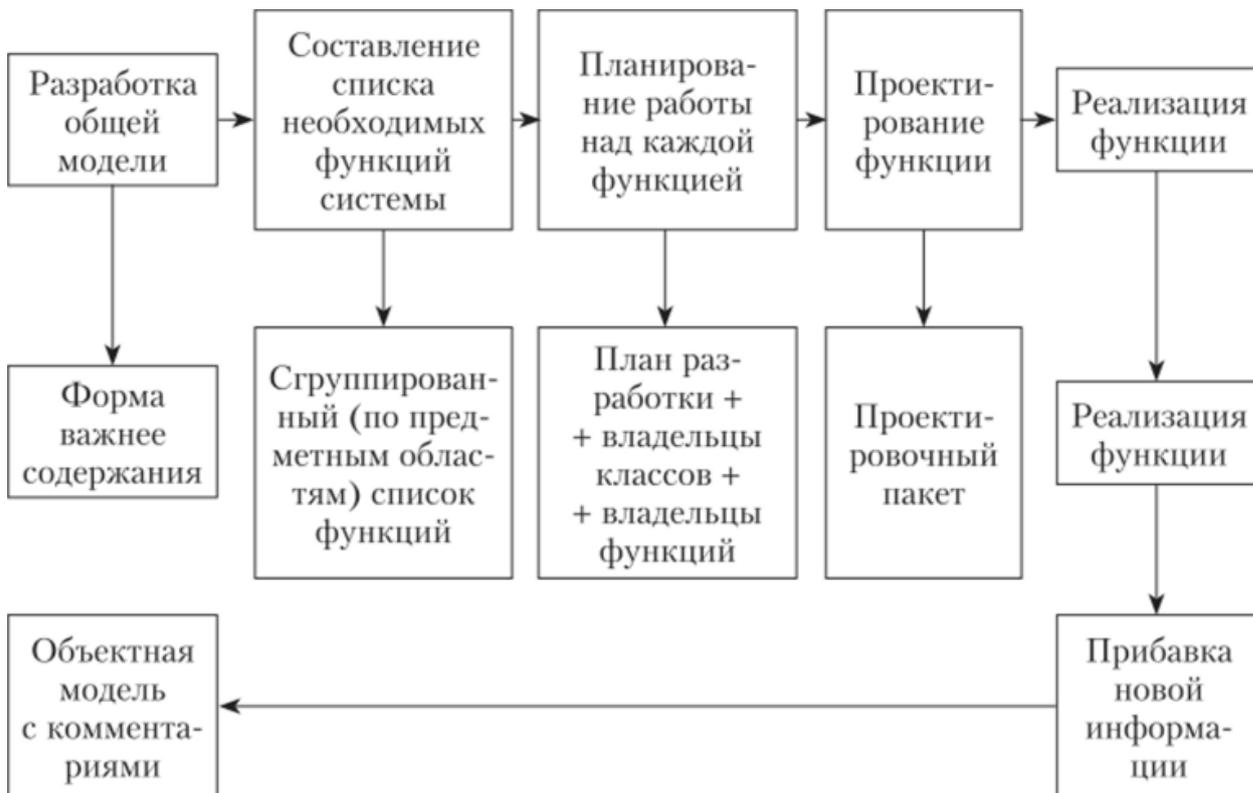 Разработка
общей
модели
Составление
списка
необходимых
функций
системы
Планирова-
ние работы
над каждой
функцией
Проекти-
рование
функции
Реализация
функции
Форма
важнее
содержания
Сгруппирован-
ный (по пред-
метным облас-
тям) список
функций
План раз-
работки +
+ владельцы
классов +
+ владельцы
функций
Проекти-
ровочный
пакет
Реализация
функции
Объектная
модель
с коммента-
риями
Прибавка
новой
информа-
ции